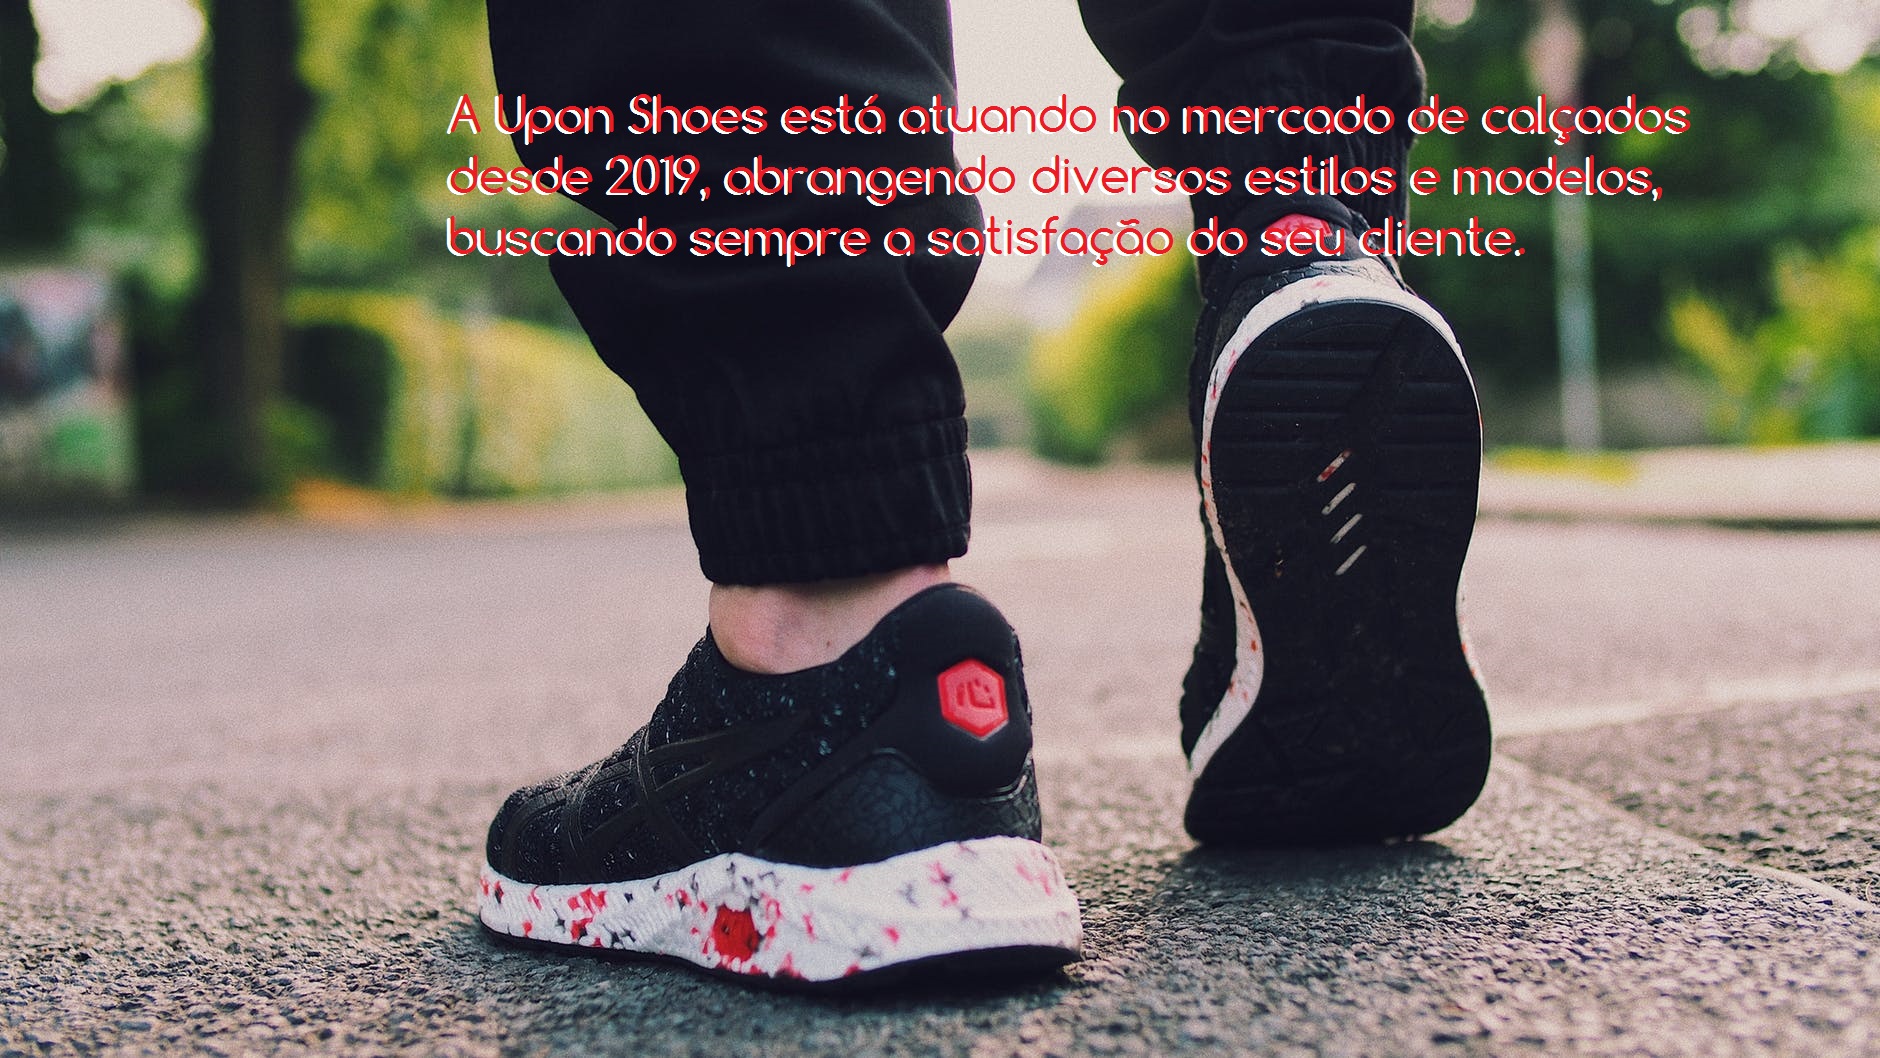 A Upon Shoes está atuando no mercado de calçados
desde 2019, abrangendo diversos estilos e modelos,
buscando sempre a satisfação do seu cliente.